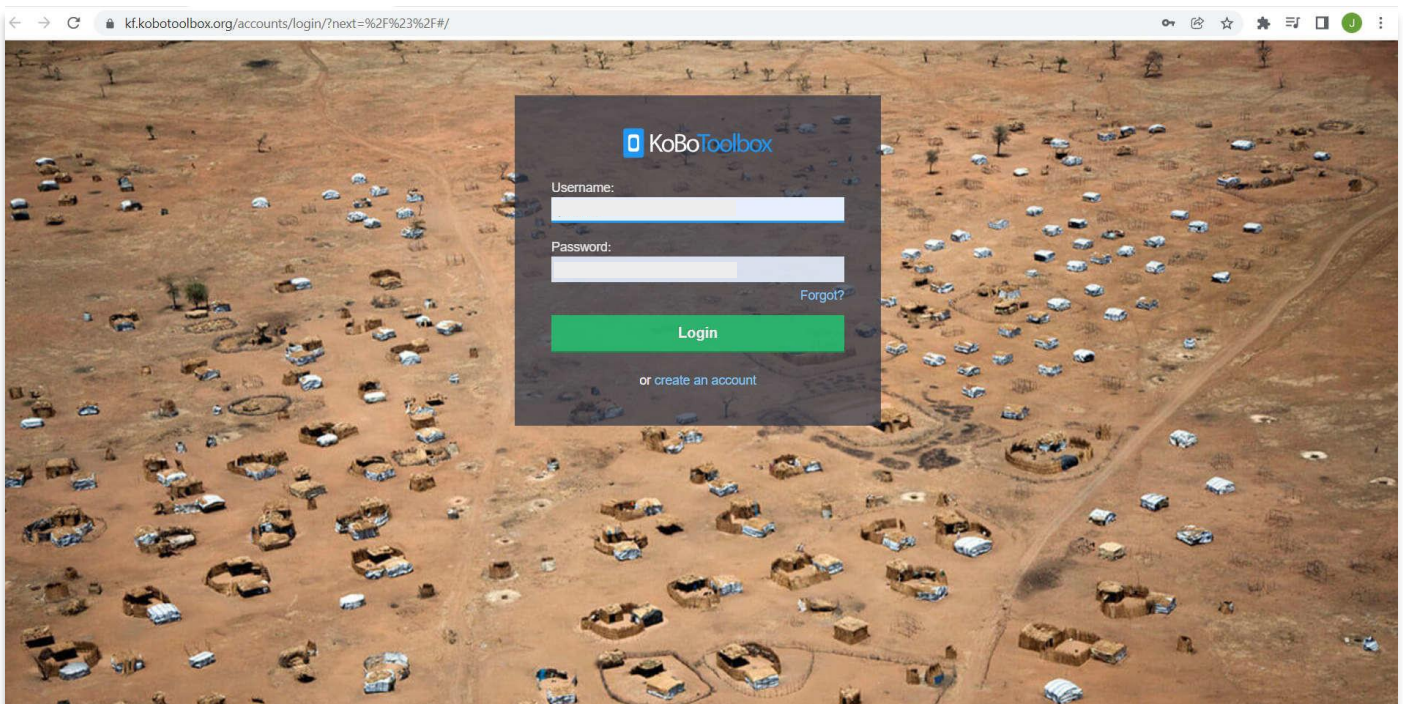 kf.kobotoolbox.org/accounts/login/?next=%2F%23%2F#/
J
KoBoToolbox
Username:
Password:
Forgot?
Login
or create an account